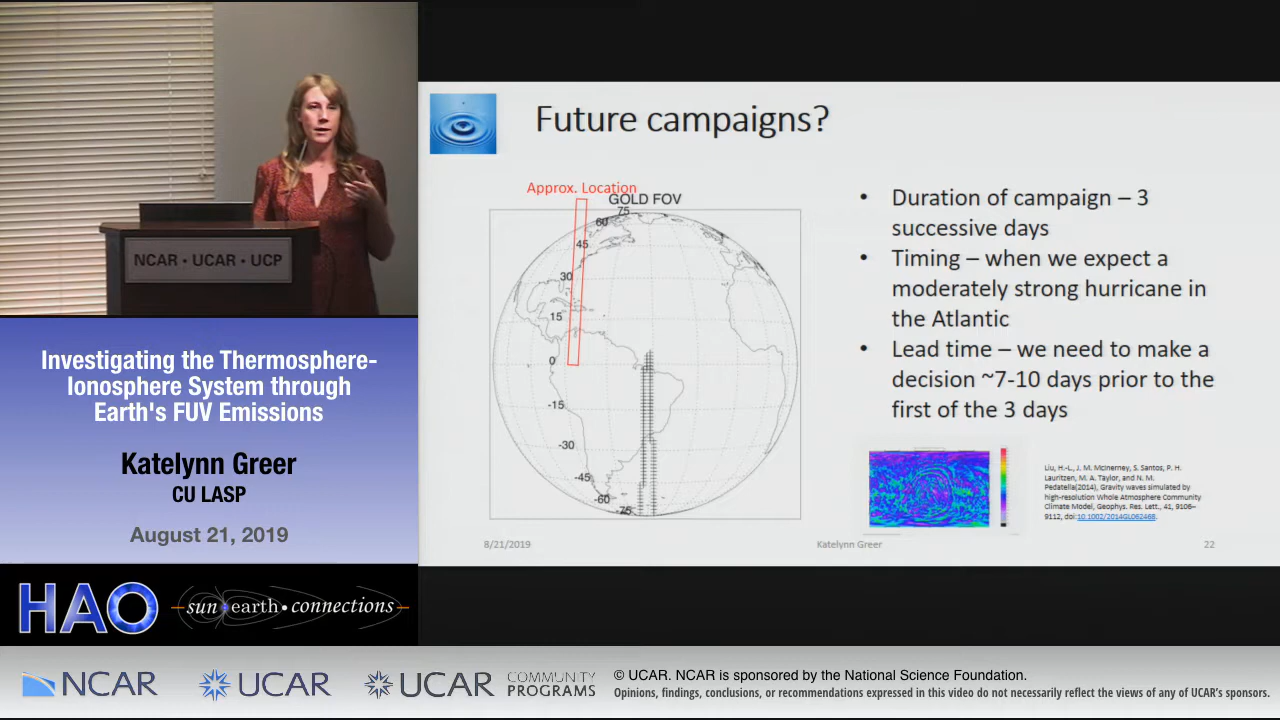 NCAR • UCAR • UCP
Investigating the Thermosphere-
Ionosphere System through
Earth's FUV Emissions
Katelynn Greer
CU LASP
August 21, 2019
HAO
sun•earth•connections
Future campaigns?
Approx. Location
GOLD FOV
75
60
45
30
15
0
-15
-30
-45
-60
-75
• Duration of campaign – 3
successive days
• Timing – when we expect a
moderately strong hurricane in
the Atlantic
• Lead time – we need to make a
decision ~7-10 days prior to the
first of the 3 days
Liu, H.-L., J. M. McInerney, S. Santos, P. H.
Lauritzen, M. A. Taylor, and N. M.
Pedatella(2014), Gravity waves simulated by
high-resolution Whole Atmosphere Community
Climate Model, Geophys. Res. Lett., 41, 9106–
9112, doi:10.1002/2014GL062468.
8/21/2019
Katelynn Greer
22
NCAR
UCAR
UCAR
COMMUNITY
PROGRAMS
© UCAR. NCAR is sponsored by the National Science Foundation.
Opinions, findings, conclusions, or recommendations expressed in this video do not necessarily reflect the views of any of UCAR's sponsors.